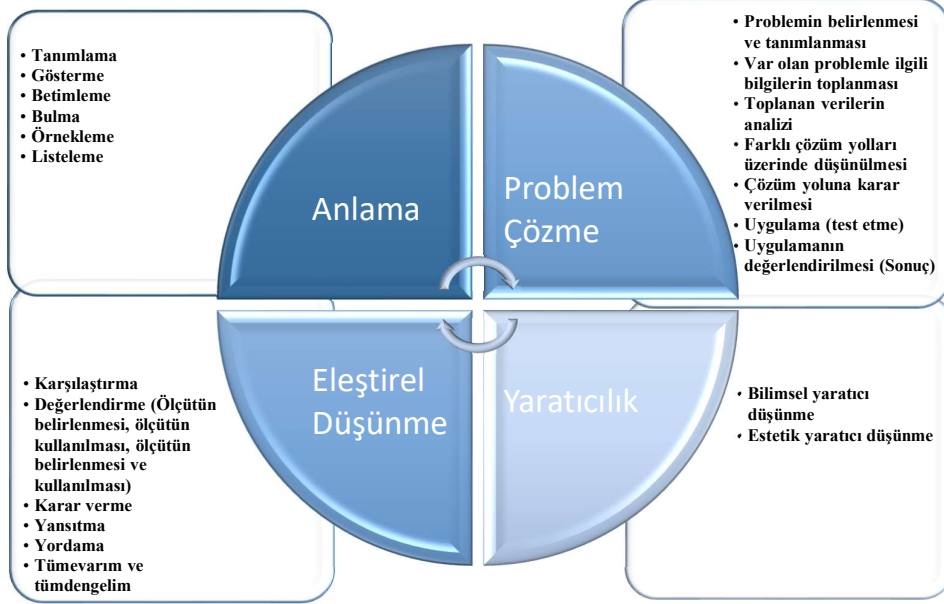 • Tanımlama
• Gösterme
• Betimleme
• Bulma
• Örnekleme
• Listeleme
Anlama
Problem
Çözme
• Problemin belirlenmesi
ve tanımlanması
• Var olan problemle ilgili
bilgilerin toplanması
• Toplanan verilerin
analizi
• Farklı çözüm yolları
üzerinde düşünülmesi
• Çözüm yoluna karar
verilmesi
• Uygulama (test etme)
• Uygulamanın
değerlendirilmesi (Sonuç)
• Karşılaştırma
• Değerlendirme (Ölçütün
belirlenmesi, ölçütün
kullanılması, ölçütün
belirlenmesi ve
kullanılması)
• Karar verme
• Yansıtma
• Yordama
• Tümevarım ve
tümdengelim
Eleştirel
Düşünme
Yaratıcılık
• Bilimsel yaratıcı
düşünme
• Estetik yaratıcı düşünme